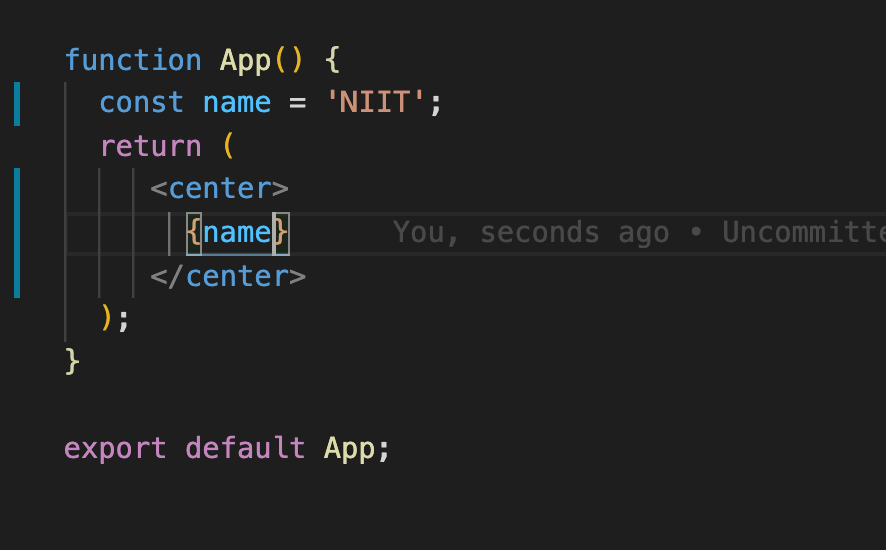 function App() {
const name = 'NIIT';
return (
<center>
{name} You, seconds ago • Uncommitte
</center>
);
}
export default App;